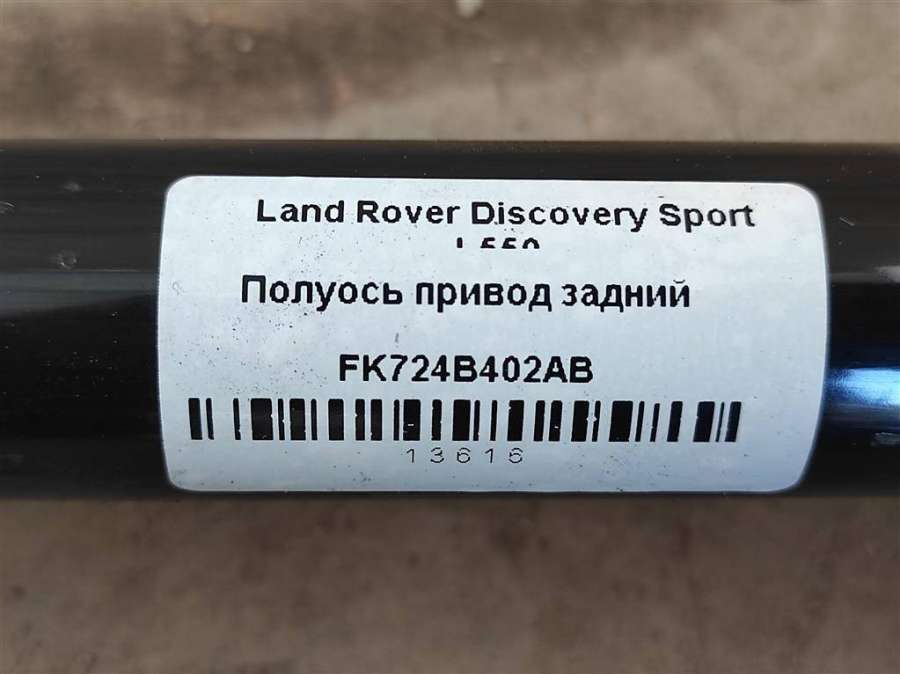 Land Rover Discovery Sport
L550
Полуось привод задний
FK724B402AB
13616